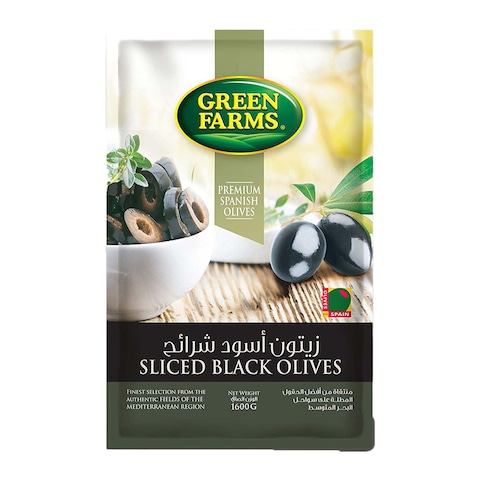 GREEN
FARMS®
PREMIUM
SPANISH
OLIVES
OLIVES
SPAIN
زيتون أسود شرائح
SLICED BLACK OLIVES
FINEST SELECTION FROM THE
AUTHENTIC FIELDS OF THE
MEDITERRANEAN REGION
NET WEIGHT
الوزن الصافي
1600G
منتقاة من أفضل الحقول
المطلة على سواحل
البحر المتوسط